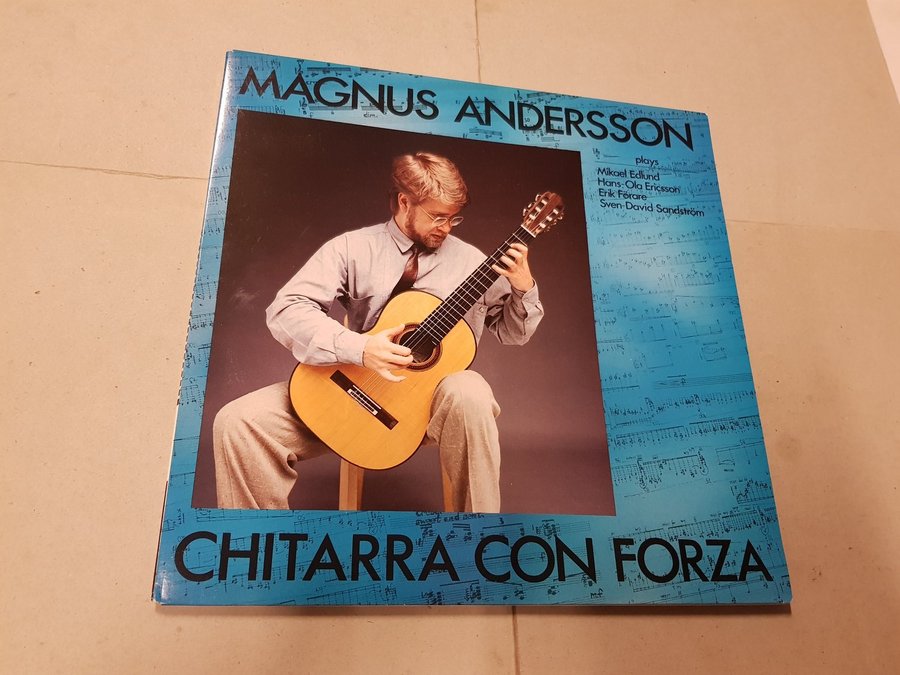 MAGNUS ANDERSSON
plays
Mikael Edlund
Hans-Ola Ericsson
Erik Förare
Sven-David Sandström
CHITARRA CON FORZA